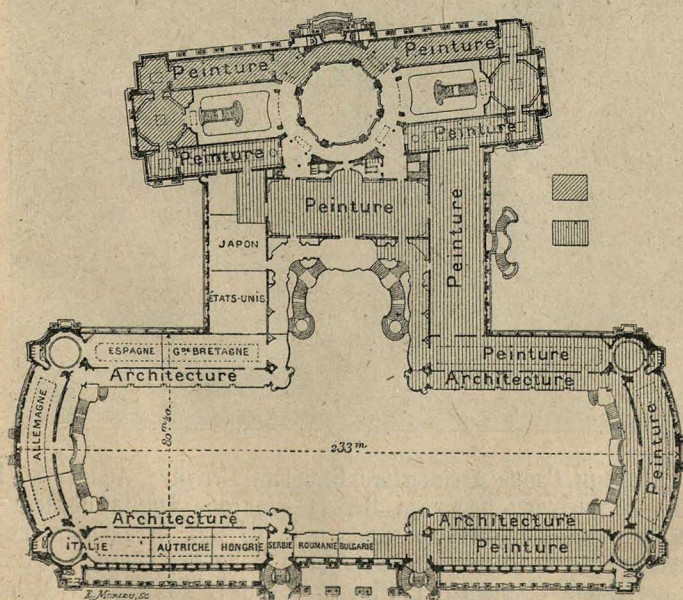 Peinture
Peinture
Peinture
Peinture
Peinture
Peinture
JAPON
ÉTATS-UNIS
ESPAGNE Gde BRETAGNE
Peinture
Architecture
Architecture
ALLEMAGNE
Peinture
233m
Architecture
Architecture
ITALIE AUTRICHE HONGRIE SERBIE ROUMANIE BULGARIE
Peinture